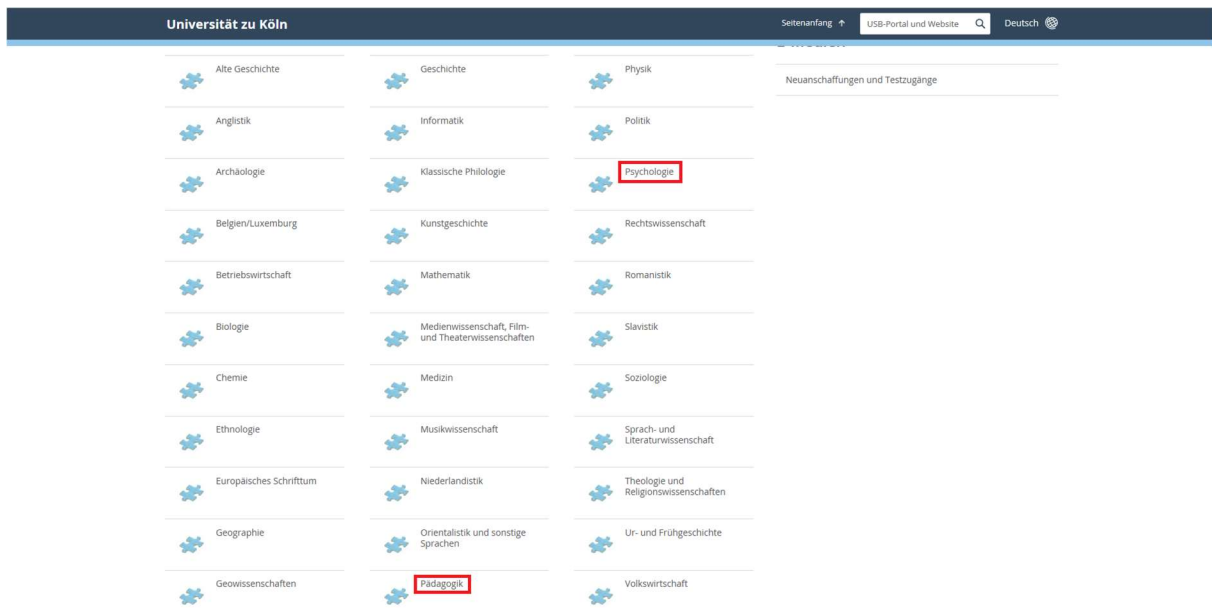 Universität zu Köln
Seitenanfang ↑
USB-Portal und Website
Deutsch
Neuanschaffungen und Testzugänge
Alte Geschichte
Anglistik
Archäologie
Belgien/Luxemburg
Betriebswirtschaft
Biologie
Chemie
Ethnologie
Europäisches Schrifttum
Geographie
Geowissenschaften
Geschichte
Informatik
Klassische Philologie
Kunstgeschichte
Mathematik
Medienwissenschaft, Film-
und Theaterwissenschaften
Medizin
Musikwissenschaft
Niederlandistik
Orientalistik und sonstige
Sprachen
Pädagogik
Physik
Politik
Psychologie
Rechtswissenschaft
Romanistik
Slavistik
Soziologie
Sprach- und
Literaturwissenschaft
Theologie und
Religionswissenschaften
Ur- und Frühgeschichte
Volkswirtschaft